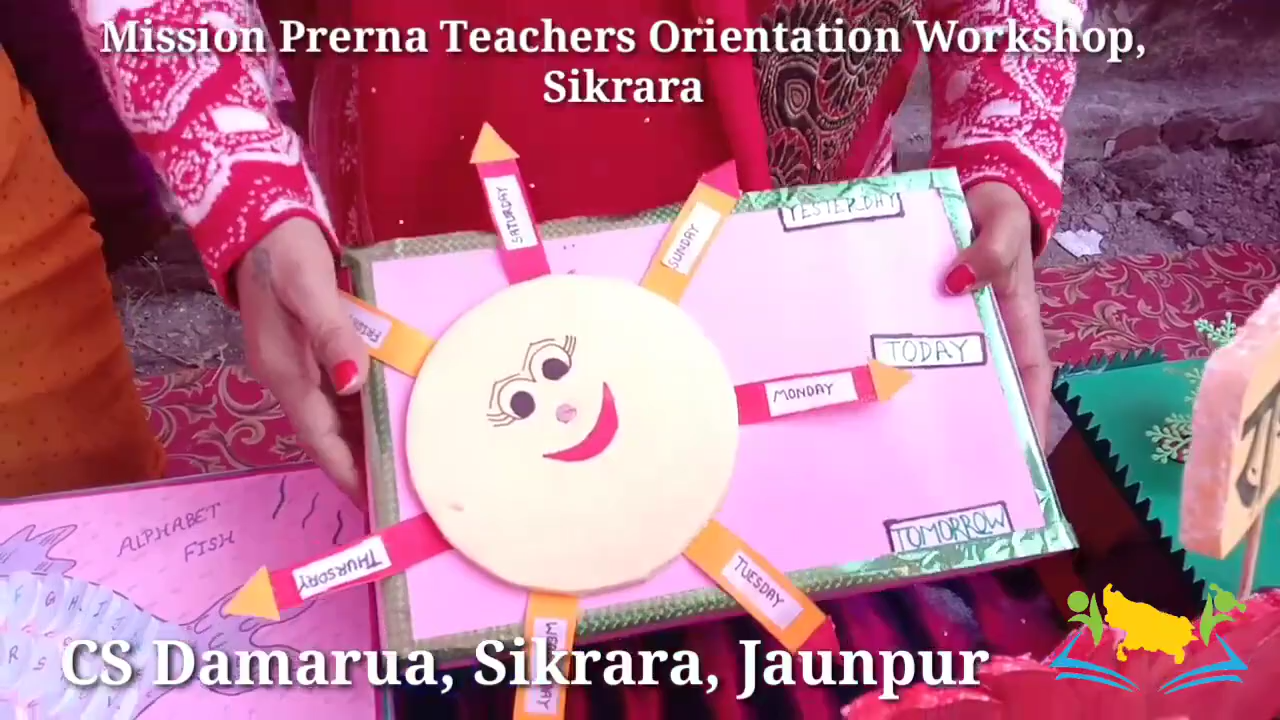 Mission Prerna Teachers Orientation Workshop,
Sikrara
YESTERDAY
SATURDAY
SUNDAY
FRIDAY
TODAY
MONDAY
ALPHABET
FISH
THURSDAY
TUESDAY
TOMORROW
F G H I J
R S
CS Damarua, Sikrara, Jaunpur